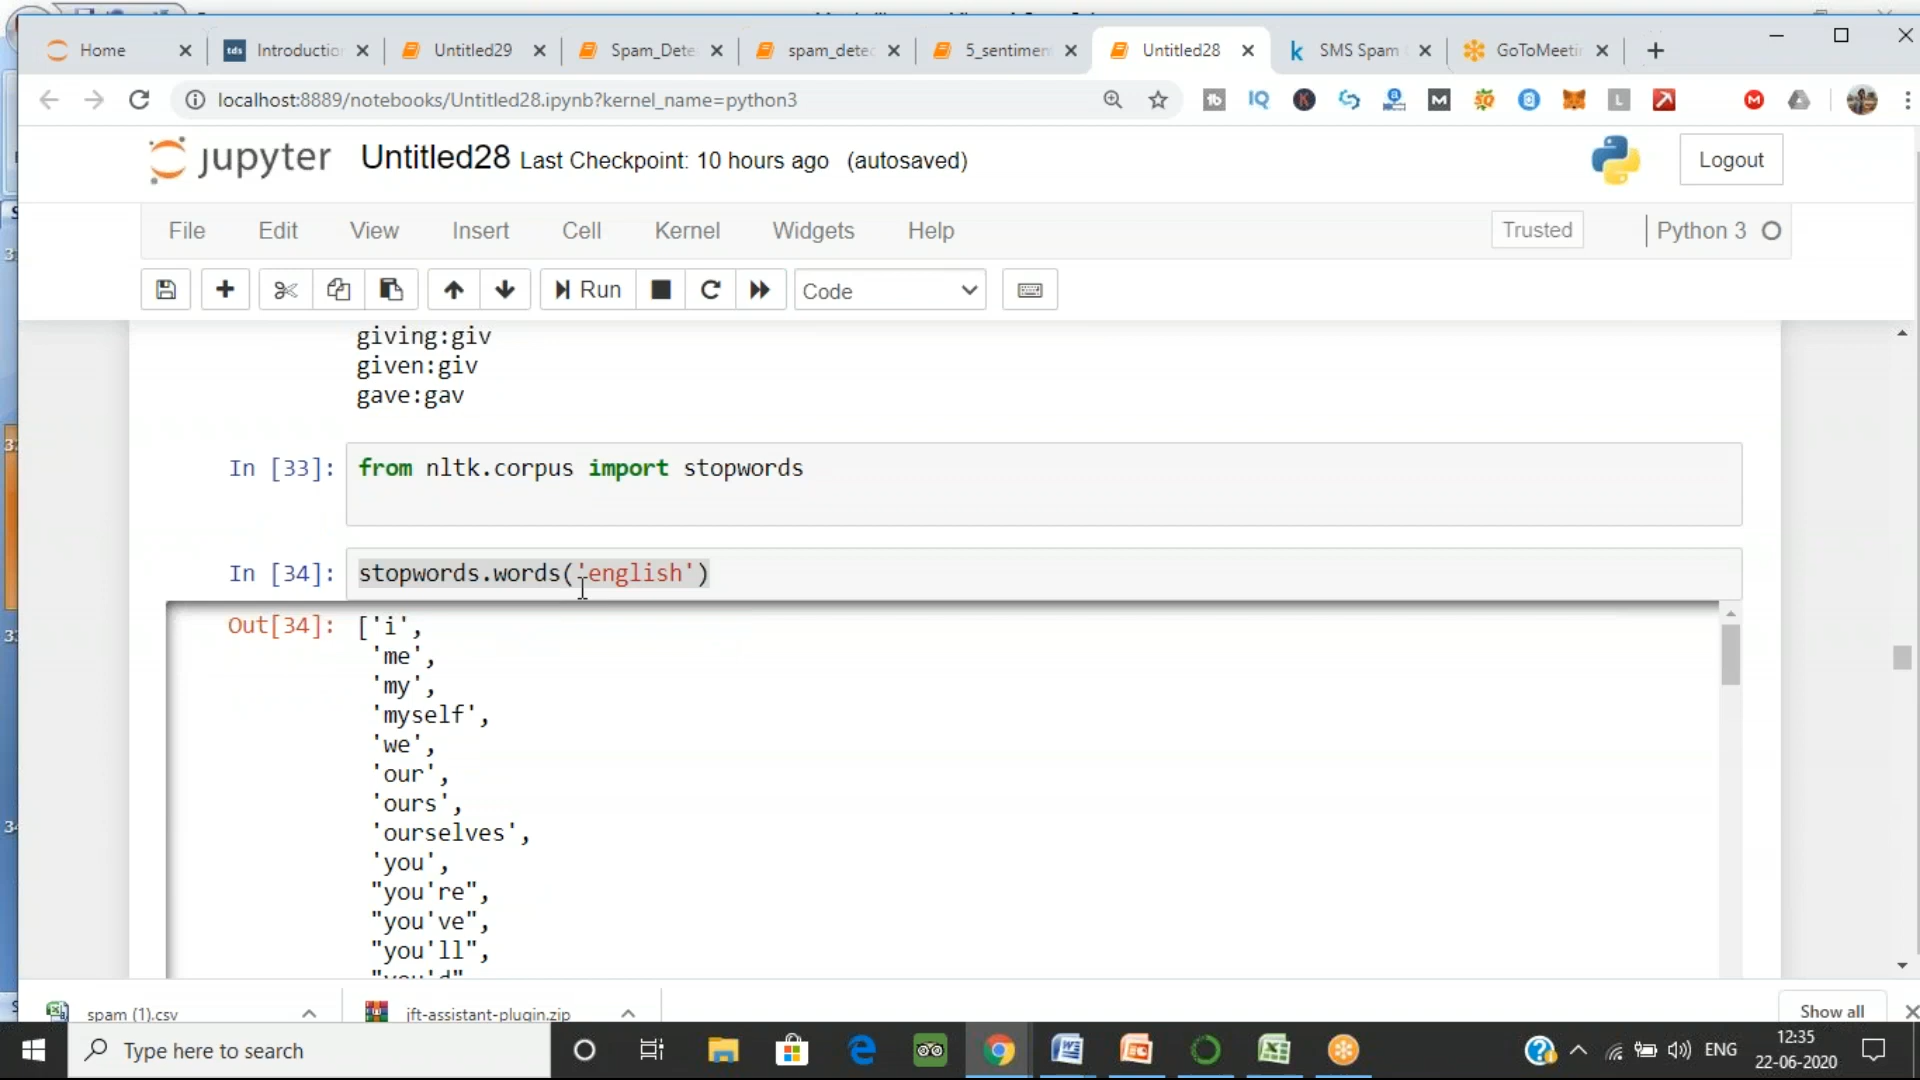 Home
tds
Introductio
Untitled29
Spam_Dete
spam_detec
5_sentimen
Untitled28
SMS Spam
GoToMeeti
localhost:8889/notebooks/Untitled28.ipynb?kernel_name=python3
jupyter
Untitled28 Last Checkpoint: 10 hours ago (autosaved)
Logout
File Edit View Insert Cell Kernel Widgets Help
Trusted
Python 3
Run
Code
giving:giv
given:giv
gave:gav
In [33]: from nltk.corpus import stopwords
In [34]: stopwords.words('english')
Out[34]: ['i',
'me',
'my',
'myself',
'we',
'our',
'ours',
'ourselves',
'you',
"you're",
"you've",
"you'll",
"you'd"
spam (1).csv
jft-assistant-plugin.zip
Show all
Type here to search
ENG
12:35
22-06-2020